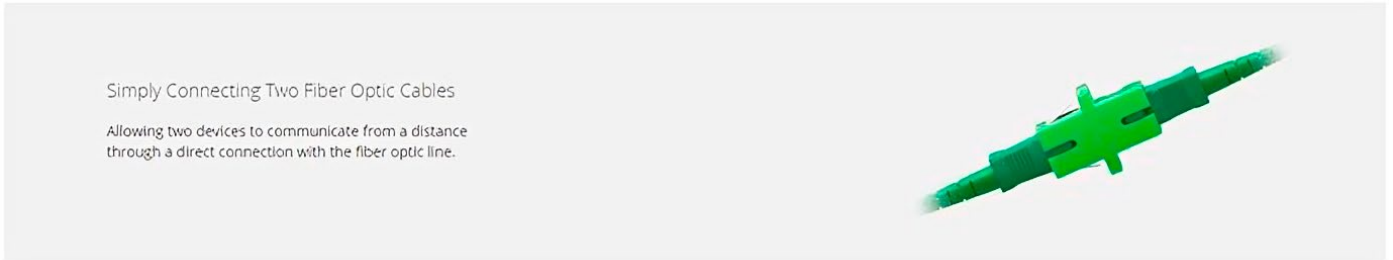 Simply Connecting Two Fiber Optic Cables
Allowing two devices to communicate from a distance
through a direct connection with the fiber optic line.